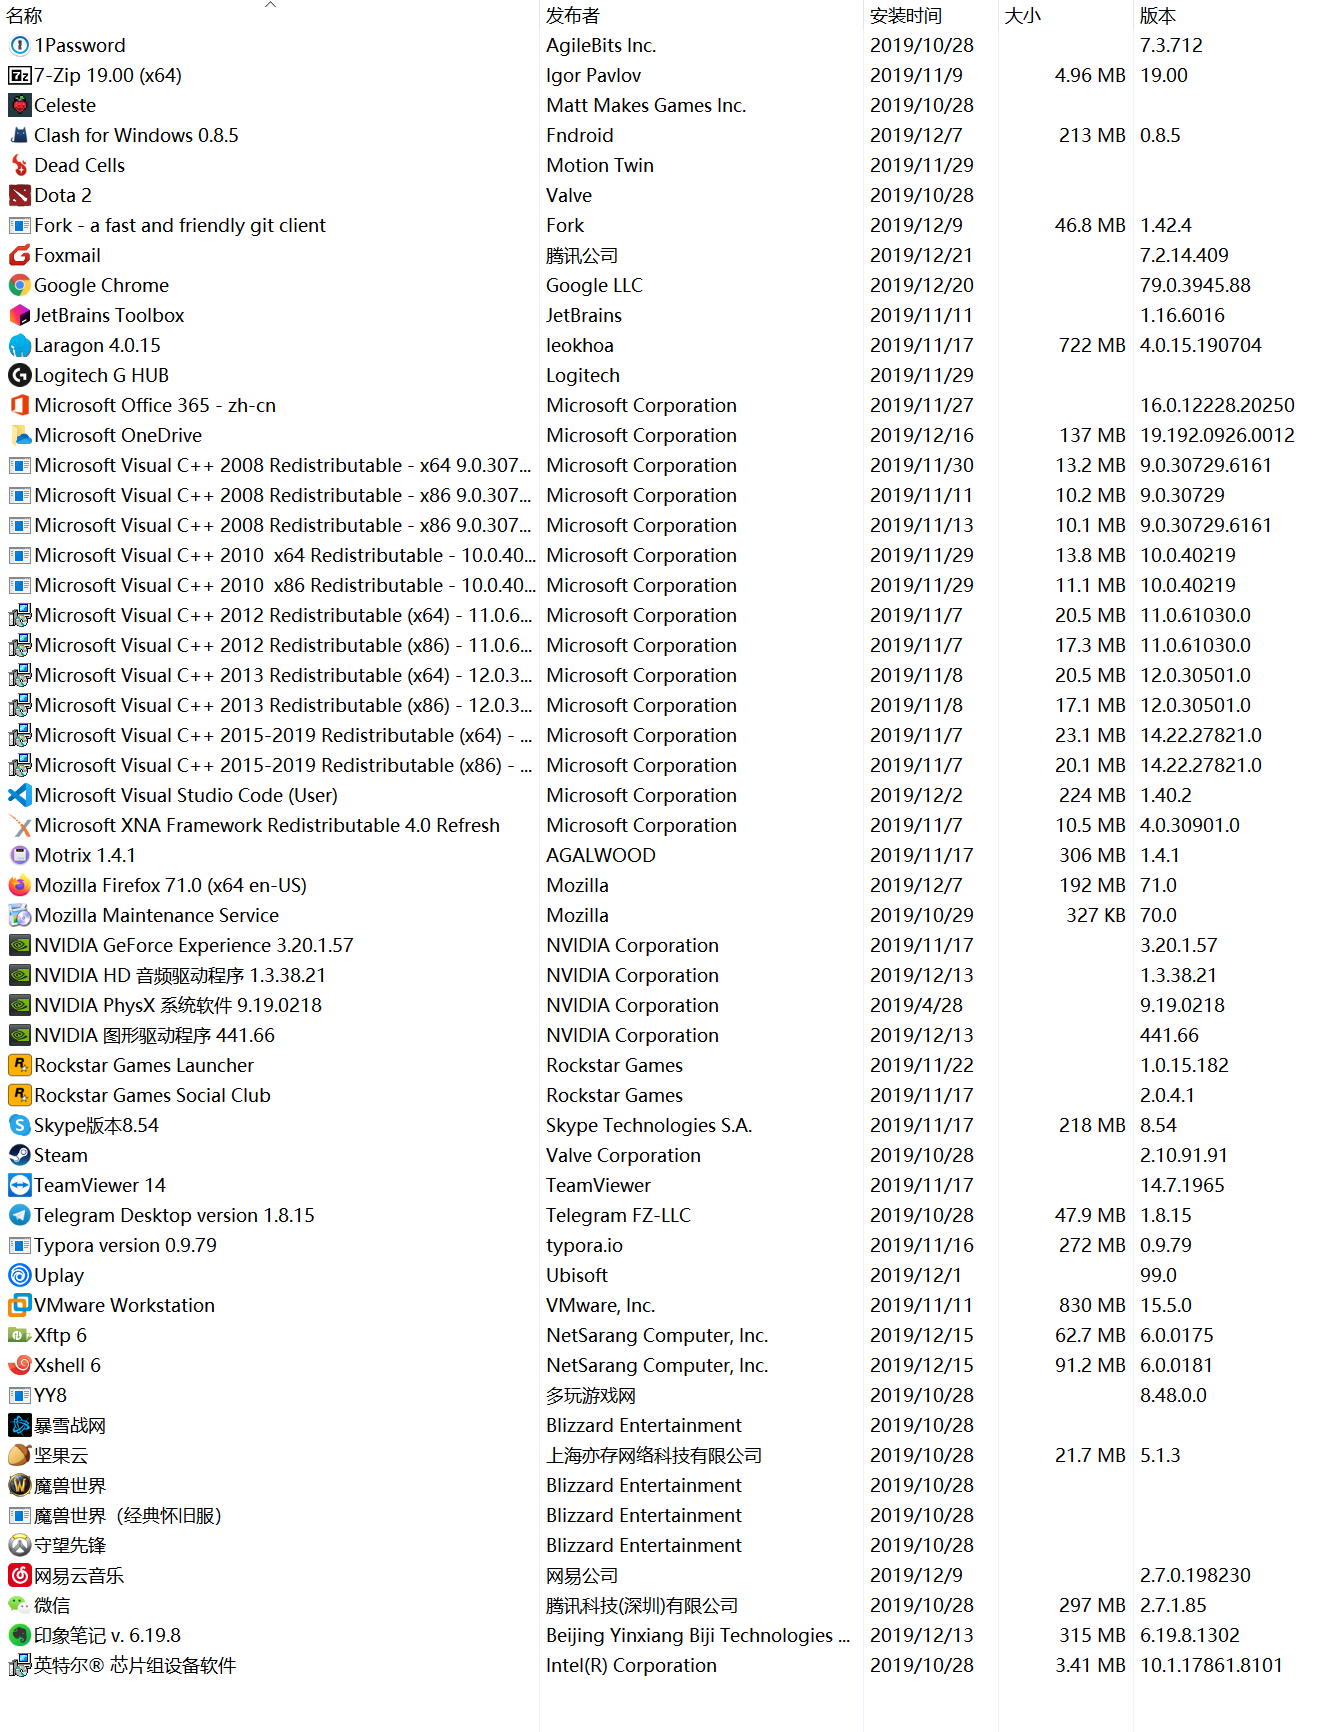 名称 发布者 安装时间 大小 版本
1Password AgileBits Inc. 2019/10/28 7.3.712
7-Zip 19.00 (x64) Igor Pavlov 2019/11/9 4.96 MB 19.00
Celeste Matt Makes Games Inc. 2019/10/28
Clash for Windows 0.8.5 Fndroid 2019/12/7 213 MB 0.8.5
Dead Cells Motion Twin 2019/11/29
Dota 2 Valve 2019/10/28
Fork - a fast and friendly git client Fork 2019/12/9 46.8 MB 1.42.4
Foxmail 腾讯公司 2019/12/21 7.2.14.409
Google Chrome Google LLC 2019/12/20 79.0.3945.88
JetBrains Toolbox JetBrains 2019/11/11 1.16.6016
Laragon 4.0.15 leokhoa 2019/11/17 722 MB 4.0.15.190704
Logitech G HUB Logitech 2019/11/29
Microsoft Office 365 - zh-cn Microsoft Corporation 2019/11/27 16.0.12228.20250
Microsoft OneDrive Microsoft Corporation 2019/12/16 137 MB 19.192.0926.0012
Microsoft Visual C++ 2008 Redistributable - x64 9.0.307... Microsoft Corporation 2019/11/30 13.2 MB 9.0.30729.6161
Microsoft Visual C++ 2008 Redistributable - x86 9.0.307... Microsoft Corporation 2019/11/11 10.2 MB 9.0.30729
Microsoft Visual C++ 2008 Redistributable - x86 9.0.307... Microsoft Corporation 2019/11/13 10.1 MB 9.0.30729.6161
Microsoft Visual C++ 2010  x64 Redistributable - 10.0.40... Microsoft Corporation 2019/11/29 13.8 MB 10.0.40219
Microsoft Visual C++ 2010  x86 Redistributable - 10.0.40... Microsoft Corporation 2019/11/29 11.1 MB 10.0.40219
Microsoft Visual C++ 2012 Redistributable (x64) - 11.0.6... Microsoft Corporation 2019/11/7 20.5 MB 11.0.61030.0
Microsoft Visual C++ 2012 Redistributable (x86) - 11.0.6... Microsoft Corporation 2019/11/7 17.3 MB 11.0.61030.0
Microsoft Visual C++ 2013 Redistributable (x64) - 12.0.3... Microsoft Corporation 2019/11/8 20.5 MB 12.0.30501.0
Microsoft Visual C++ 2013 Redistributable (x86) - 12.0.3... Microsoft Corporation 2019/11/8 17.1 MB 12.0.30501.0
Microsoft Visual C++ 2015-2019 Redistributable (x64) - ... Microsoft Corporation 2019/11/7 23.1 MB 14.22.27821.0
Microsoft Visual C++ 2015-2019 Redistributable (x86) - ... Microsoft Corporation 2019/11/7 20.1 MB 14.22.27821.0
Microsoft Visual Studio Code (User) Microsoft Corporation 2019/12/2 224 MB 1.40.2
Microsoft XNA Framework Redistributable 4.0 Refresh Microsoft Corporation 2019/11/7 10.5 MB 4.0.30901.0
Motrix 1.4.1 AGALWOOD 2019/11/17 306 MB 1.4.1
Mozilla Firefox 71.0 (x64 en-US) Mozilla 2019/12/7 192 MB 71.0
Mozilla Maintenance Service Mozilla 2019/10/29 327 KB 70.0
NVIDIA GeForce Experience 3.20.1.57 NVIDIA Corporation 2019/11/17 3.20.1.57
NVIDIA HD 音频驱动程序 1.3.38.21 NVIDIA Corporation 2019/12/13 1.3.38.21
NVIDIA PhysX 系统软件 9.19.0218 NVIDIA Corporation 2019/4/28 9.19.0218
NVIDIA 图形驱动程序 441.66 NVIDIA Corporation 2019/12/13 441.66
Rockstar Games Launcher Rockstar Games 2019/11/22 1.0.15.182
Rockstar Games Social Club Rockstar Games 2019/11/17 2.0.4.1
Skype版本8.54 Skype Technologies S.A. 2019/11/17 218 MB 8.54
Steam Valve Corporation 2019/10/28 2.10.91.91
TeamViewer 14 TeamViewer 2019/11/17 14.7.1965
Telegram Desktop version 1.8.15 Telegram FZ-LLC 2019/10/28 47.9 MB 1.8.15
Typora version 0.9.79 typora.io 2019/11/16 272 MB 0.9.79
Uplay Ubisoft 2019/12/1 99.0
VMware Workstation VMware, Inc. 2019/11/11 830 MB 15.5.0
Xftp 6 NetSarang Computer, Inc. 2019/12/15 62.7 MB 6.0.0175
Xshell 6 NetSarang Computer, Inc. 2019/12/15 91.2 MB 6.0.0181
YY8 多玩游戏网 2019/10/28 8.48.0.0
暴雪战网 Blizzard Entertainment 2019/10/28
坚果云 上海亦存网络科技有限公司 2019/10/28 21.7 MB 5.1.3
魔兽世界 Blizzard Entertainment 2019/10/28
魔兽世界（经典怀旧服） Blizzard Entertainment 2019/10/28
守望先锋 Blizzard Entertainment 2019/10/28
网易云音乐 网易公司 2019/12/9 2.7.0.198230
微信 腾讯科技(深圳)有限公司 2019/10/28 297 MB 2.7.1.85
印象笔记 v. 6.19.8 Beijing Yinxiang Biji Technologies ... 2019/12/13 315 MB 6.19.8.1302
英特尔® 芯片组设备软件 Intel(R) Corporation 2019/10/28 3.41 MB 10.1.17861.8101